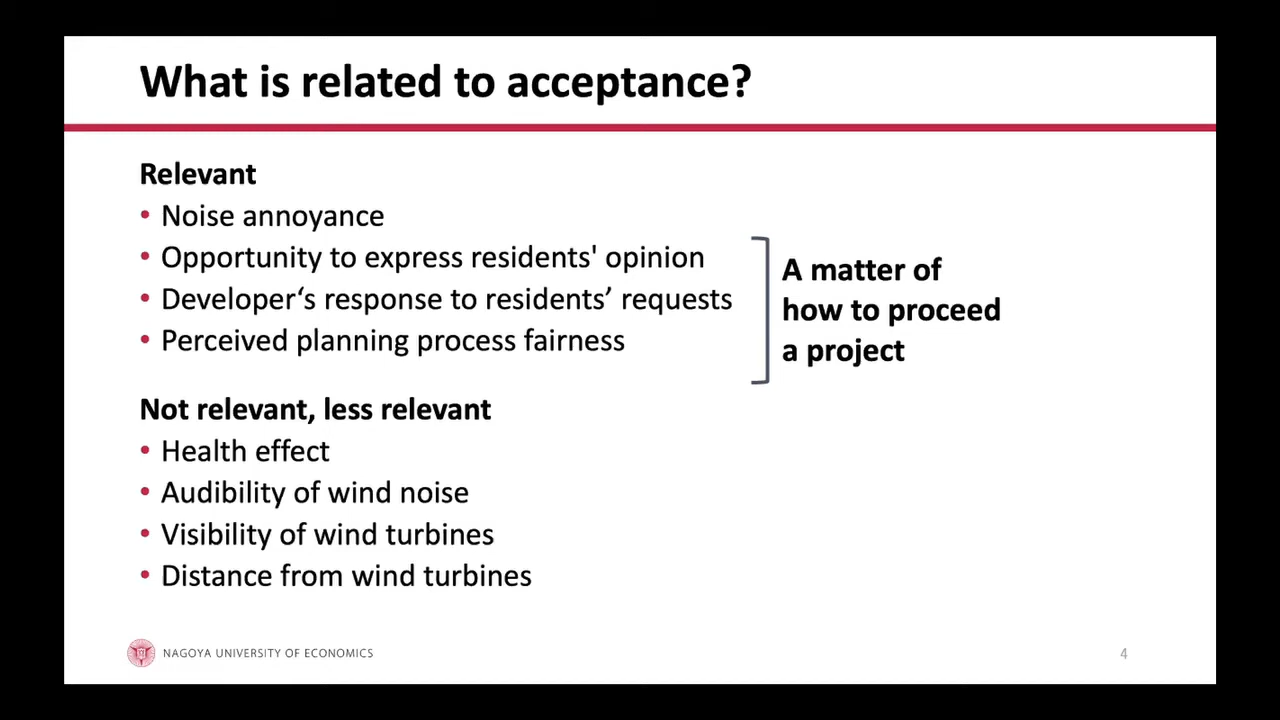 What is related to acceptance?
Relevant
• Noise annoyance
• Opportunity to express residents' opinion
• Developer‘s response to residents’ requests
• Perceived planning process fairness
A matter of
how to proceed
a project
Not relevant, less relevant
• Health effect
• Audibility of wind noise
• Visibility of wind turbines
• Distance from wind turbines
NAGOYA UNIVERSITY OF ECONOMICS
4